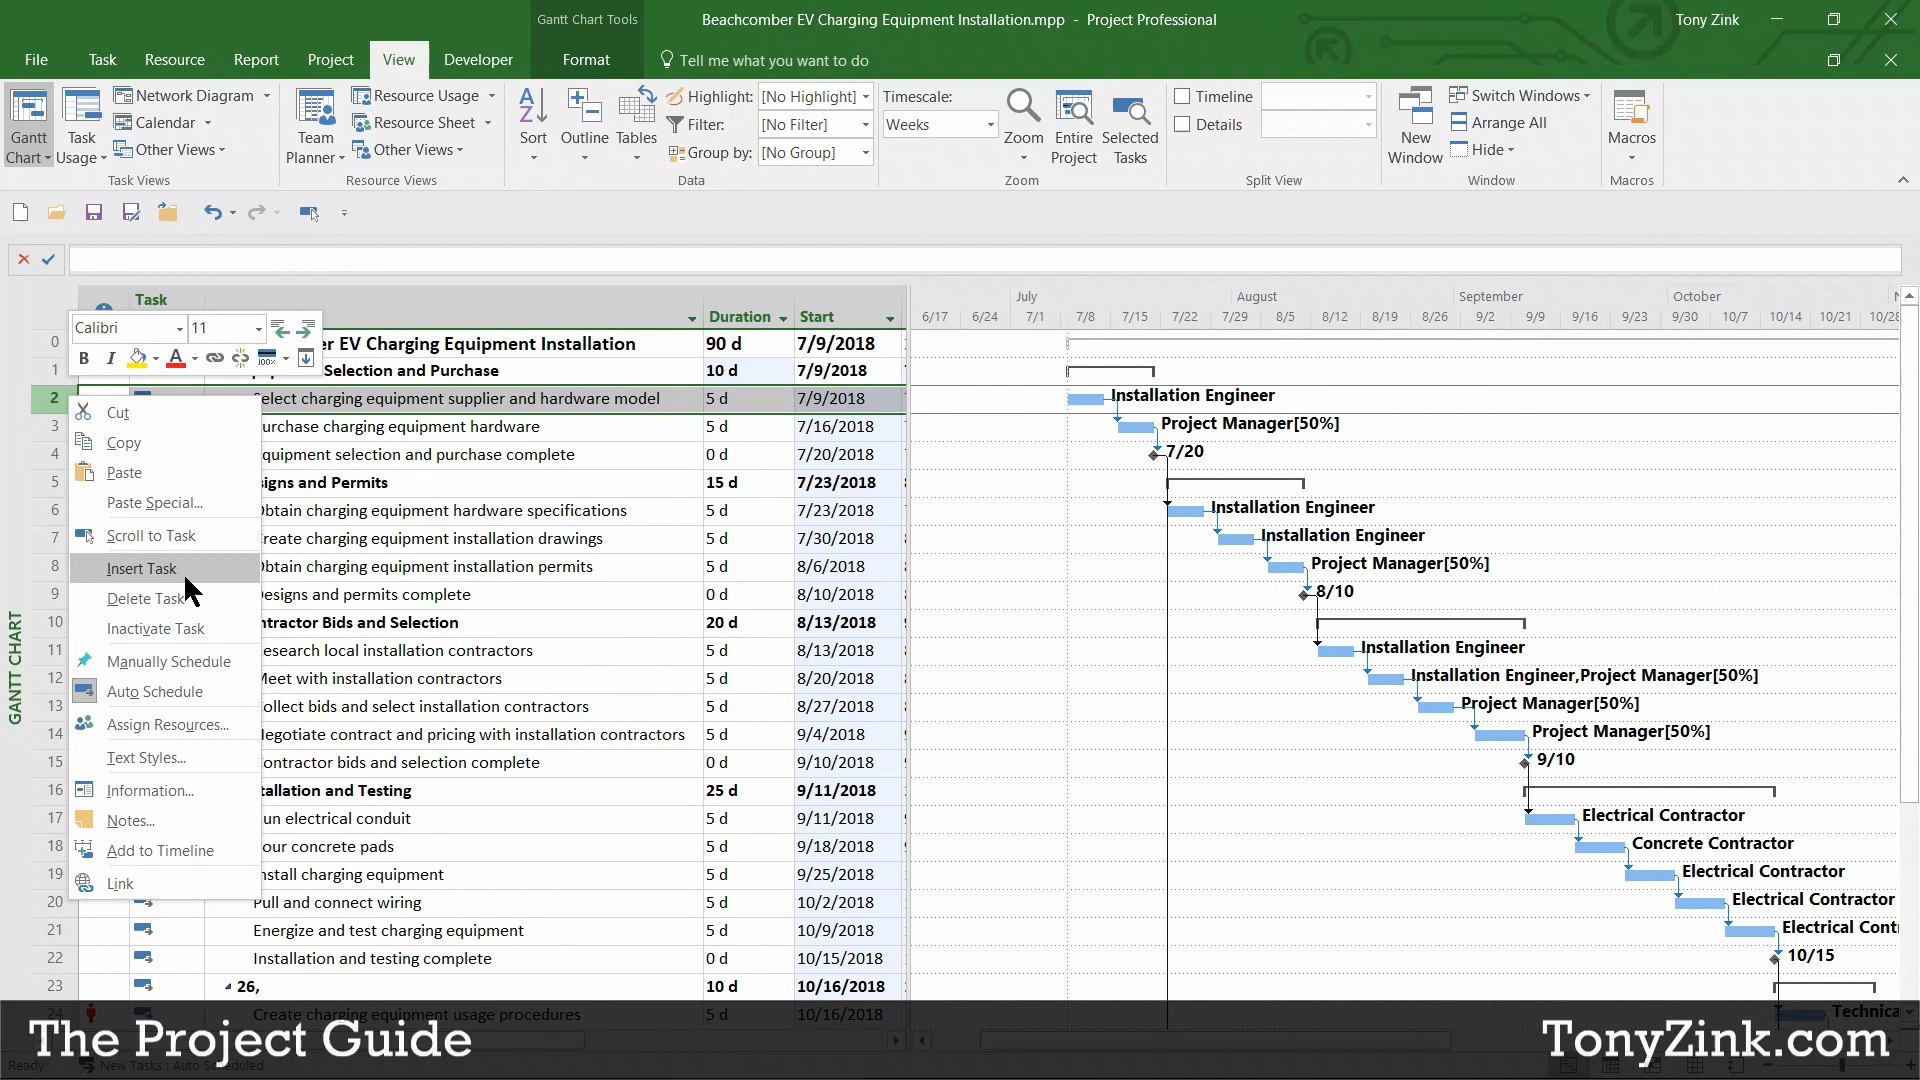 Gantt Chart Tools
Beachcomber EV Charging Equipment Installation.mpp - Project Professional
Tony Zink
File Task Resource Report Project View Developer Format Tell me what you want to do
Gantt Chart
Task Usage
Network Diagram
Calendar
Other Views
Task Views
Team Planner
Resource Usage
Resource Sheet
Other Views
Resource Views
Sort
Outline
Tables
Highlight: [No Highlight]
Filter: [No Filter]
Group by: [No Group]
Data
Timescale:
Weeks
Zoom
Entire Project
Selected Tasks
Zoom
Timeline
Details
Split View
New Window
Switch Windows
Arrange All
Hide
Window
Macros
Macros
Task
Duration Start
July August September October
6/17 6/24 7/1 7/8 7/15 7/22 7/29 8/5 8/12 8/19 8/26 9/2 9/9 9/16 9/23 9/30 10/7 10/14 10/21 10/28
Calibri 11
B I A 100%
0 er EV Charging Equipment Installation 90 d 7/9/2018
1 Selection and Purchase 10 d 7/9/2018
2 Select charging equipment supplier and hardware model 5 d 7/9/2018 Installation Engineer
3 urchase charging equipment hardware 5 d 7/16/2018 Project Manager[50%]
4 quipment selection and purchase complete 0 d 7/20/2018 7/20
5 signs and Permits 15 d 7/23/2018
6 Obtain charging equipment hardware specifications 5 d 7/23/2018 Installation Engineer
7 reate charging equipment installation drawings 5 d 7/30/2018 Installation Engineer
8 Obtain charging equipment installation permits 5 d 8/6/2018 Project Manager[50%]
9 esigns and permits complete 0 d 8/10/2018 8/10
10 ntractor Bids and Selection 20 d 8/13/2018
11 esearch local installation contractors 5 d 8/13/2018 Installation Engineer
12 Meet with installation contractors 5 d 8/20/2018 Installation Engineer,Project Manager[50%]
13 ollect bids and select installation contractors 5 d 8/27/2018 Project Manager[50%]
14 egotiate contract and pricing with installation contractors 5 d 9/4/2018 Project Manager[50%]
15 ontractor bids and selection complete 0 d 9/10/2018 9/10
16 tallation and Testing 25 d 9/11/2018
17 un electrical conduit 5 d 9/11/2018 Electrical Contractor
18 our concrete pads 5 d 9/18/2018 Concrete Contractor
19 nstall charging equipment 5 d 9/25/2018 Electrical Contractor
20 Pull and connect wiring 5 d 10/2/2018 Electrical Contractor
21 Energize and test charging equipment 5 d 10/9/2018 Electrical Cont
22 Installation and testing complete 0 d 10/15/2018 10/15
23 26, 10 d 10/16/2018
24 Create charging equipment usage procedures 5 d 10/16/2018 Technica
Cut
Copy
Paste
Paste Special...
Scroll to Task
Insert Task
Delete Task
Inactivate Task
Manually Schedule
Auto Schedule
Assign Resources...
Text Styles...
Information...
Notes...
Add to Timeline
Link
GANTT CHART
The Project Guide
TonyZink.com
Ready New Tasks : Auto Scheduled